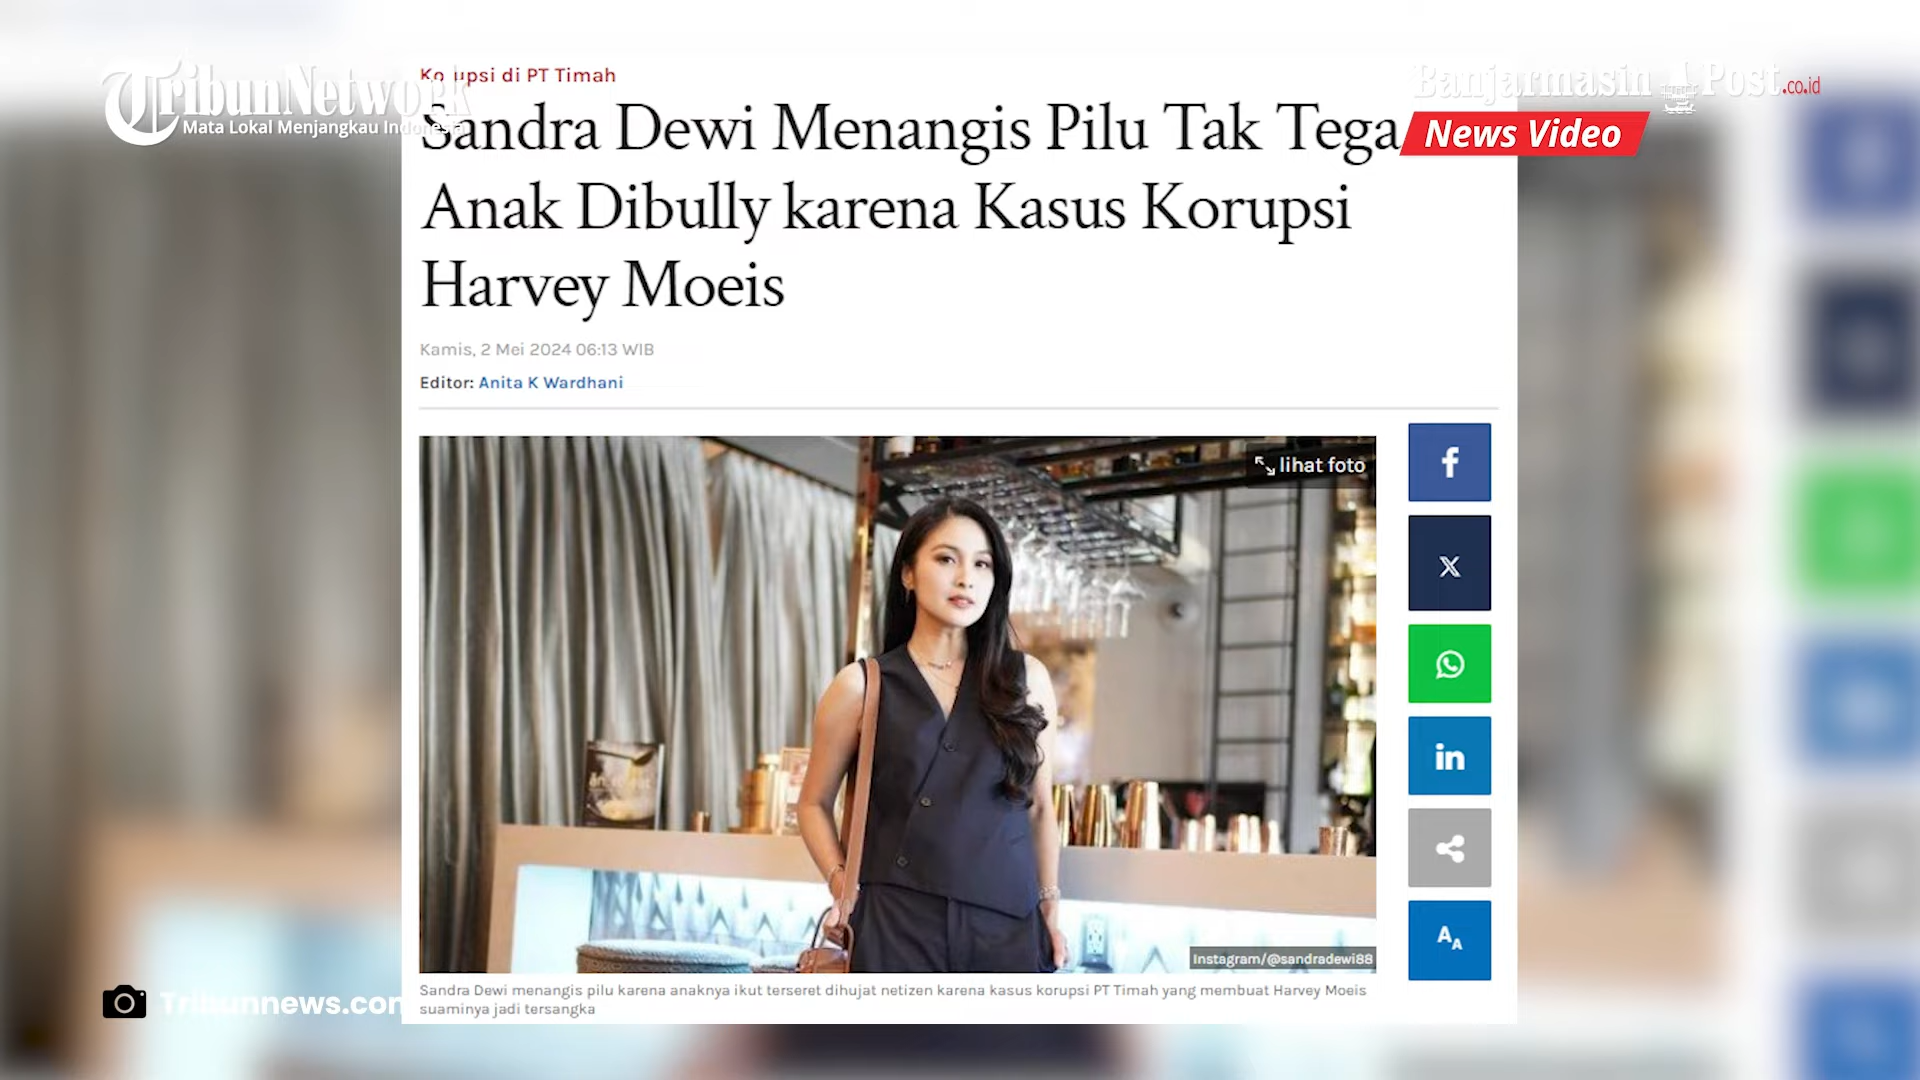 TribunNetwork
Mata Lokal Menjangkau Indonesia
Banjarmasin Post.co.id
News Video
Korupsi di PT Timah
Sandra Dewi Menangis Pilu Tak Tega
Anak Dibully karena Kasus Korupsi
Harvey Moeis
Kamis, 2 Mei 2024 06:13 WIB
Editor: Anita K Wardhani
lihat foto
f
X
in
AA
Instagram/@sandradewi88
Sandra Dewi menangis pilu karena anaknya ikut terseret dihujat netizen karena kasus korupsi PT Timah yang membuat Harvey Moeis
suaminya jadi tersangka
Tribunnews.com